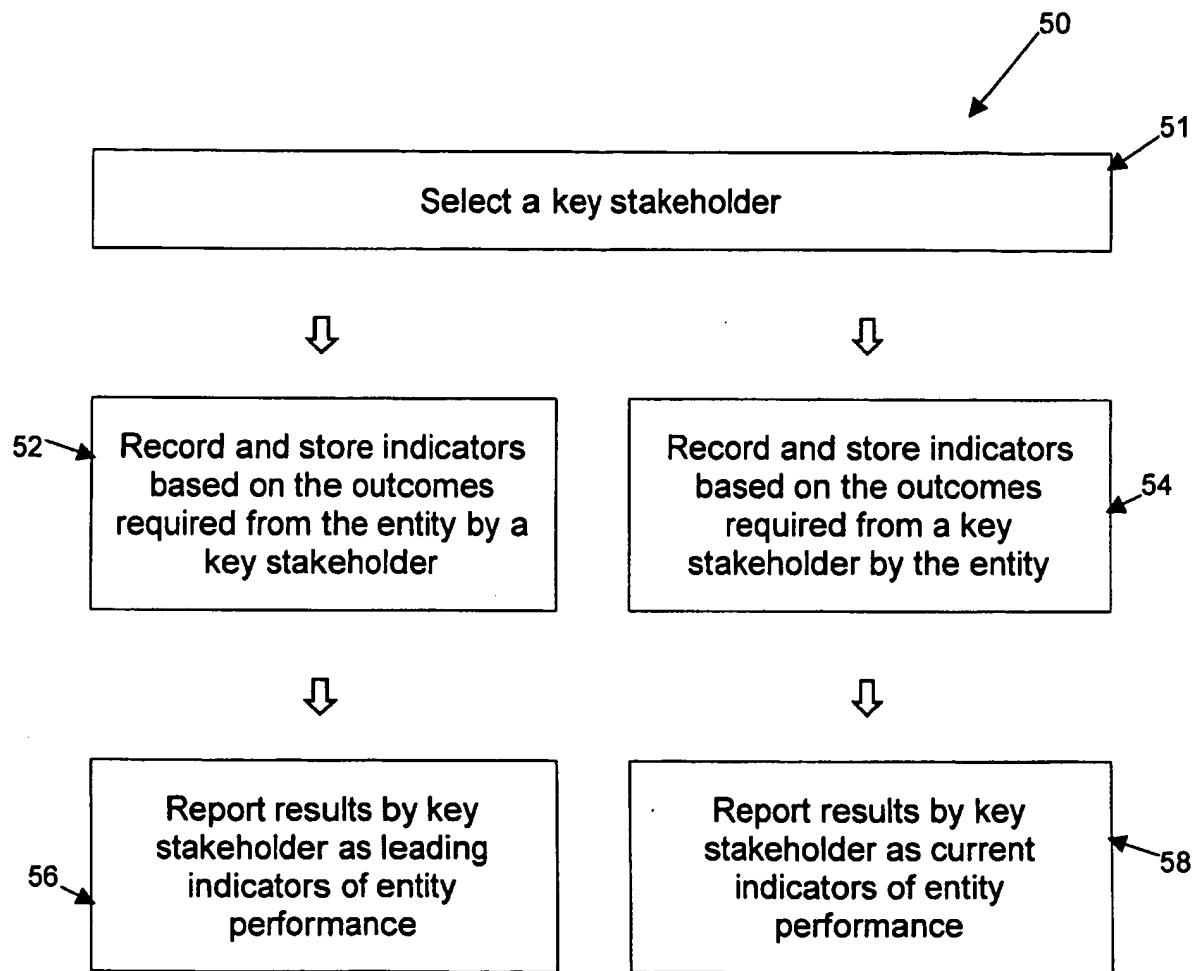 50
51
Select a key stakeholder
52
Record and store indicators
based on the outcomes
required from the entity by a
key stakeholder
Record and store indicators
based on the outcomes
required from a key
stakeholder by the entity
54
56
Report results by key
stakeholder as leading
indicators of entity
performance
Report results by key
stakeholder as current
indicators of entity
performance
58